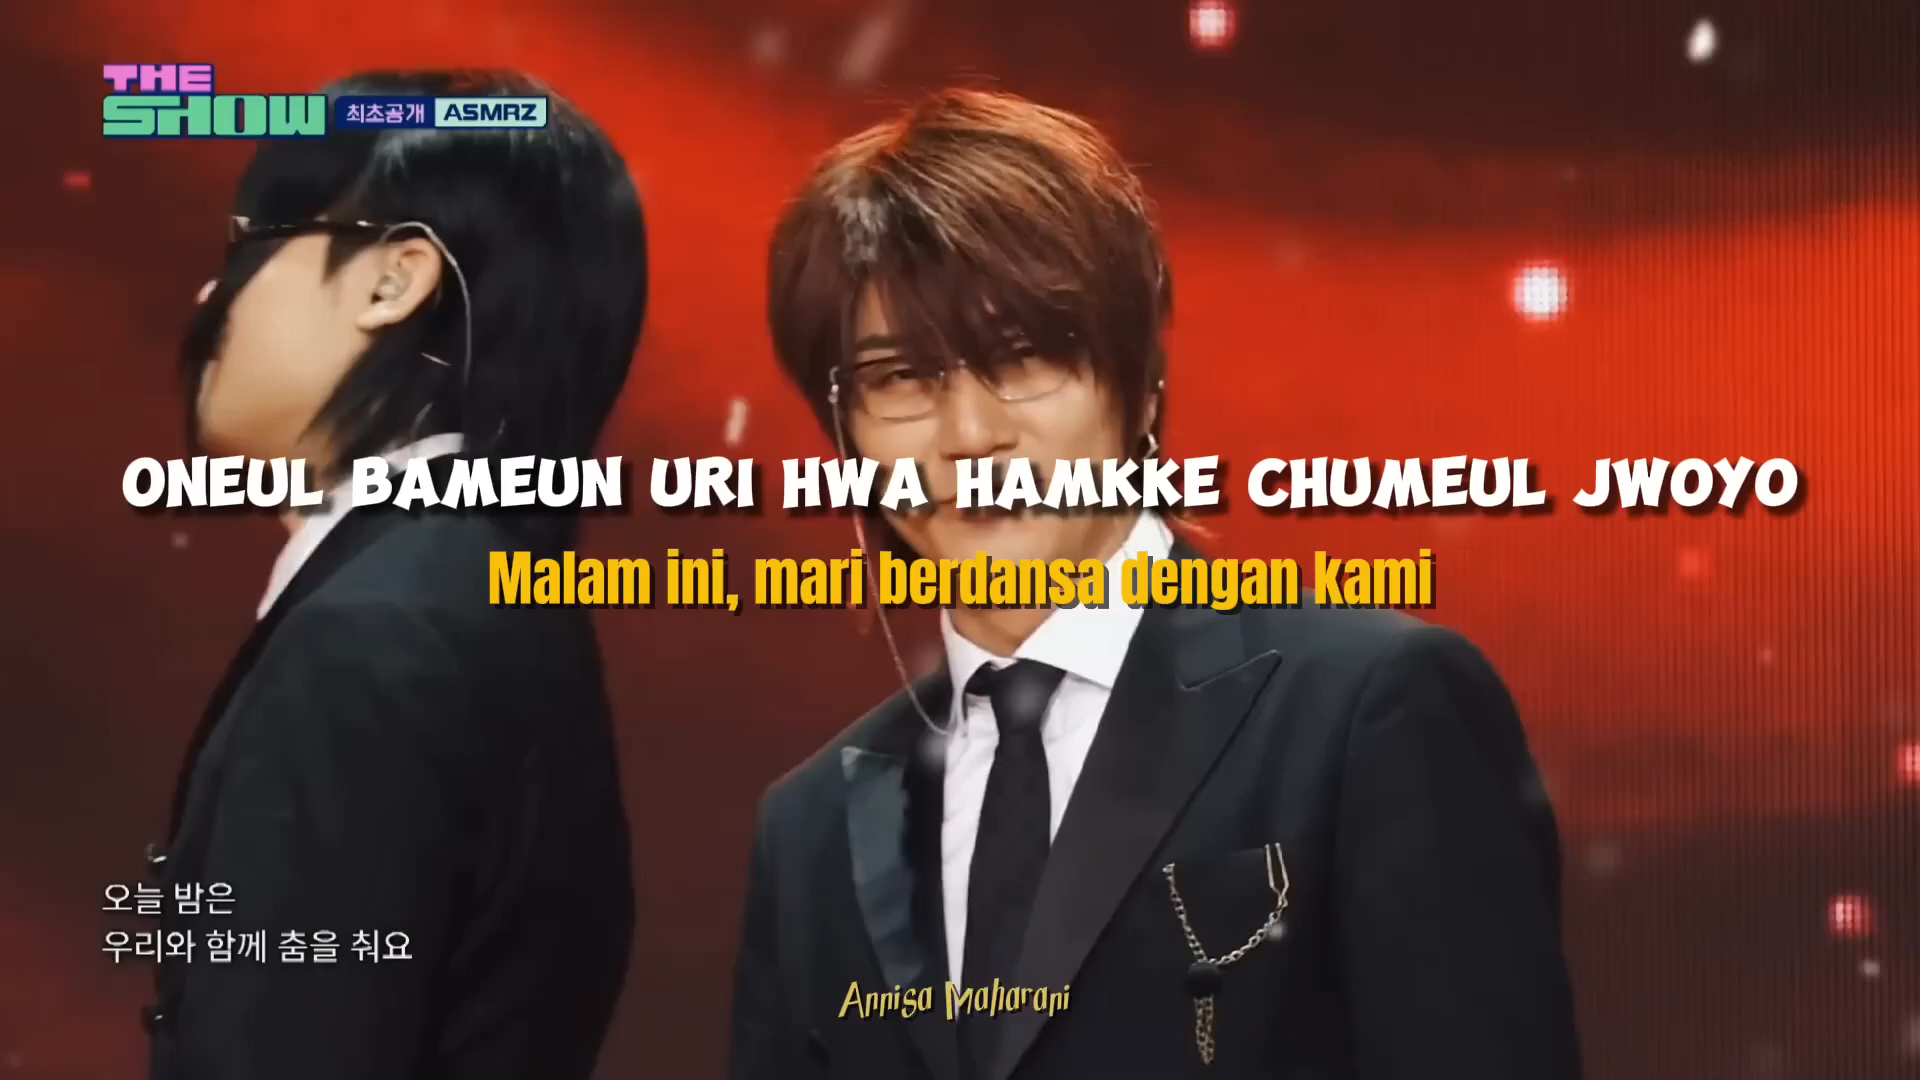 THE
SHOW 최초공개 ASMRZ
ONEUL BAMEUN URI HWA HAMKKE CHUMEUL JWOYO
Malam ini, mari berdansa dengan kami
오늘 밤은
우리와 함께 춤을 춰요
Annisa Maharani